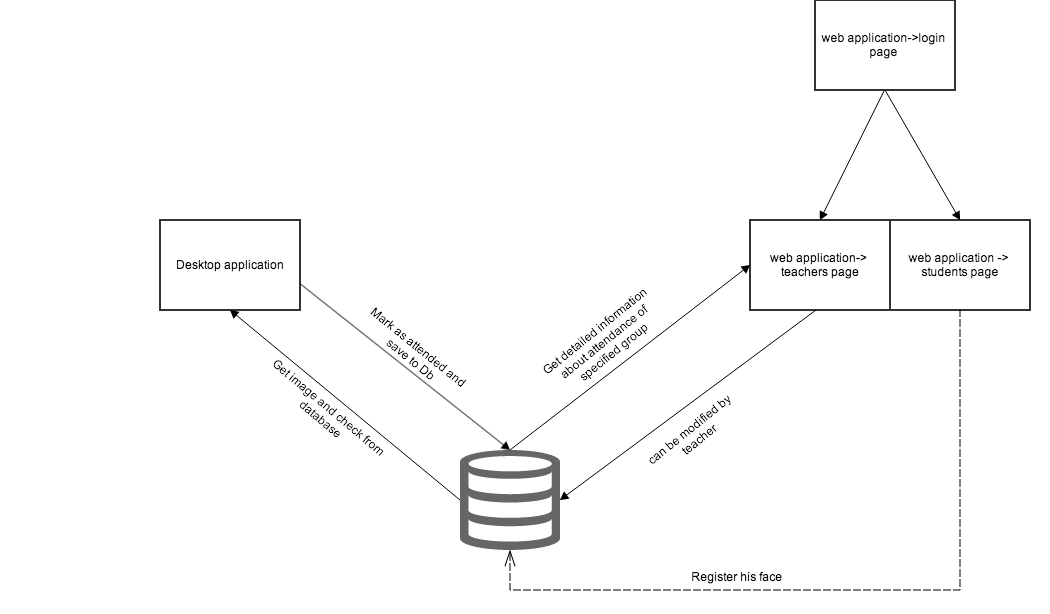 web application->login
page
Desktop application
web application->
teachers page
web application ->
students page
Mark as attended and
save to Db
Get detailed information
about attendance of
specified group
Get image and check from
database
can be modified by
teacher
Register his face